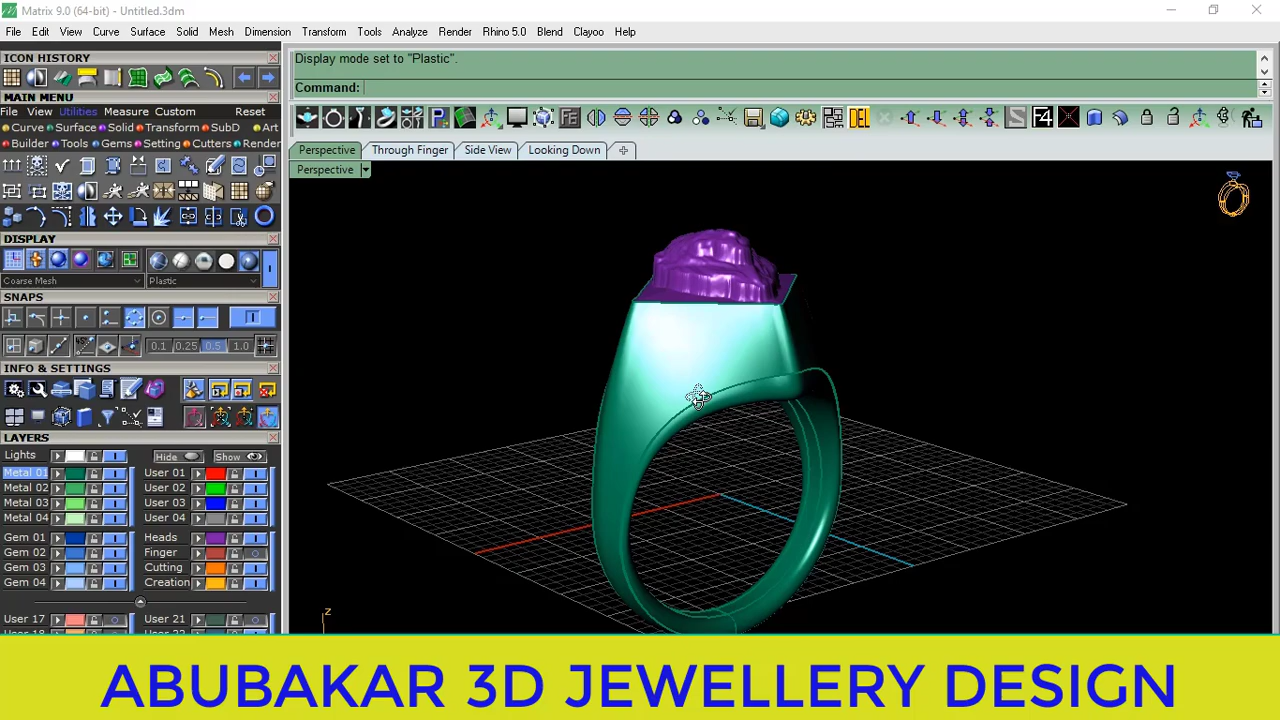 Matrix 9.0 (64-bit) - Untitled.3dm
File Edit View Curve Surface Solid Transform Tools Mesh Dimension Transform Tools Analyze Render Rhino 5.0 Blend Clayoo Help
ICON HISTORY
MAIN MENU
File View Utilities Measure Custom Reset
Curve Surface Solid Transform SubD Art
Builder Tools Gems Setting Cutters Render
DISPLAY
Coarse Mesh Plastic
SNAPS
0.1 0.25 0.5 1.0
INFO & SETTINGS
LAYERS
Lights Hide Show
Metal 01 User 01
Metal 02 User 02
Metal 03 User 03
Metal 04 User 04
Gem 01 Heads
Gem 02 Finger
Gem 03 Cutting
Gem 04 Creation
User 17 User 21
Display mode set to "Plastic".
Command:
P FE DEL S F4
Perspective Through Finger Side View Looking Down
Perspective
z
ABUBAKAR 3D JEWELLERY DESIGN